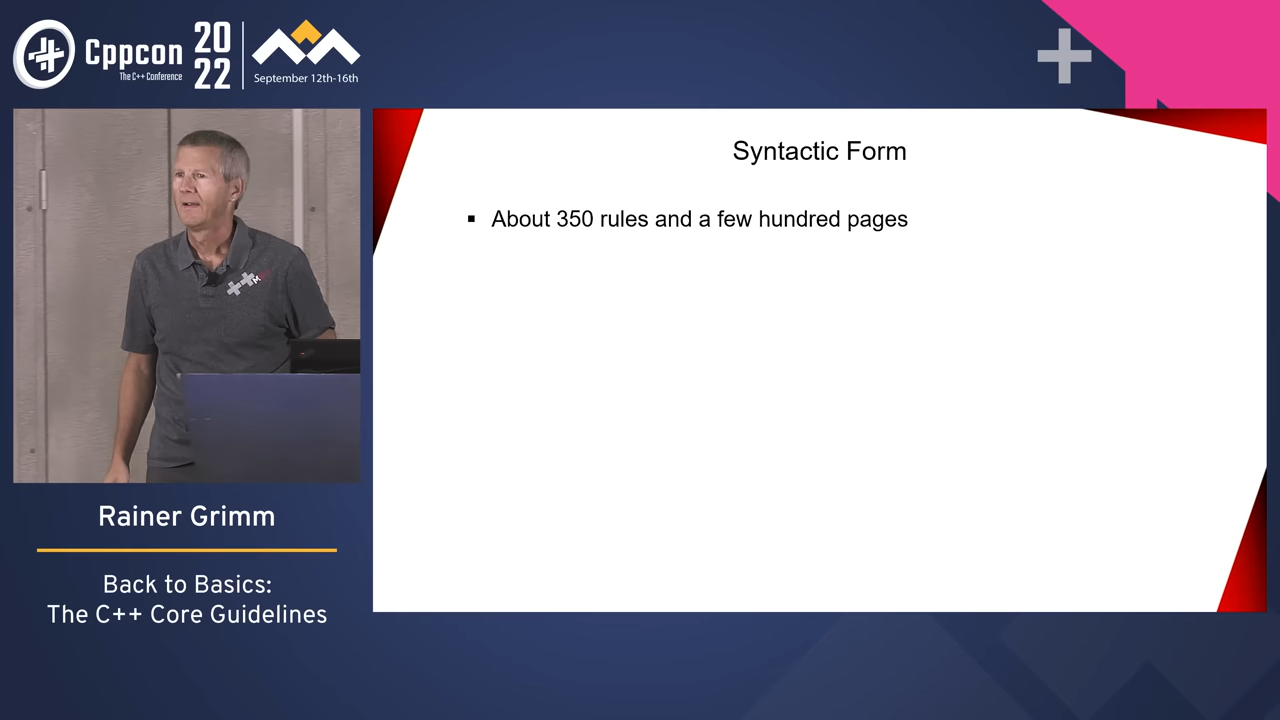 Cppcon
The C++ Conference
20
22
September 12th-16th
Syntactic Form
▪ About 350 rules and a few hundred pages
Rainer Grimm
Back to Basics:
The C++ Core Guidelines